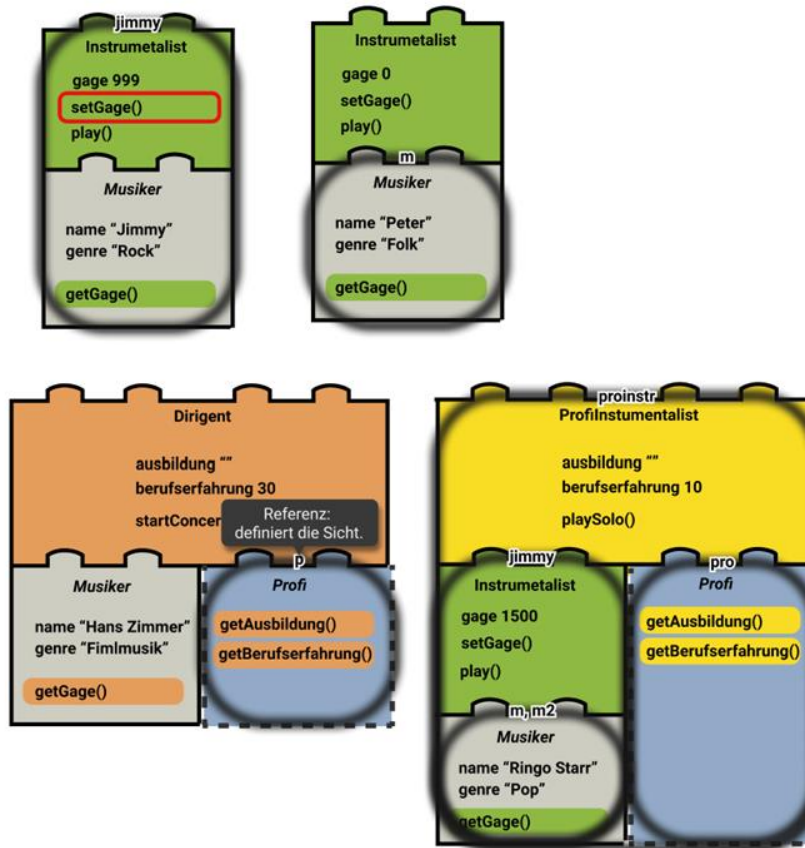 jimmy
Instrumetalist
gage 999
setGage()
play()
Musiker
name “Jimmy”
genre “Rock”
getGage()
Instrumetalist
gage 0
setGage()
play()
m
Musiker
name “Peter”
genre “Folk”
getGage()
Dirigent
ausbildung “”
berufserfahrung 30
startConcer
Referenz:
definiert die Sicht.
p
Musiker
name “Hans Zimmer”
genre “Fimlmusik”
getGage()
Profi
getAusbildung()
getBerufserfahrung()
proinstr
ProfiInstumentalist
ausbildung “”
berufserfahrung 10
playSolo()
jimmy
Instrumetalist
gage 1500
setGage()
play()
m, m2
Musiker
name “Ringo Starr”
genre “Pop”
getGage()
pro
Profi
getAusbildung()
getBerufserfahrung()